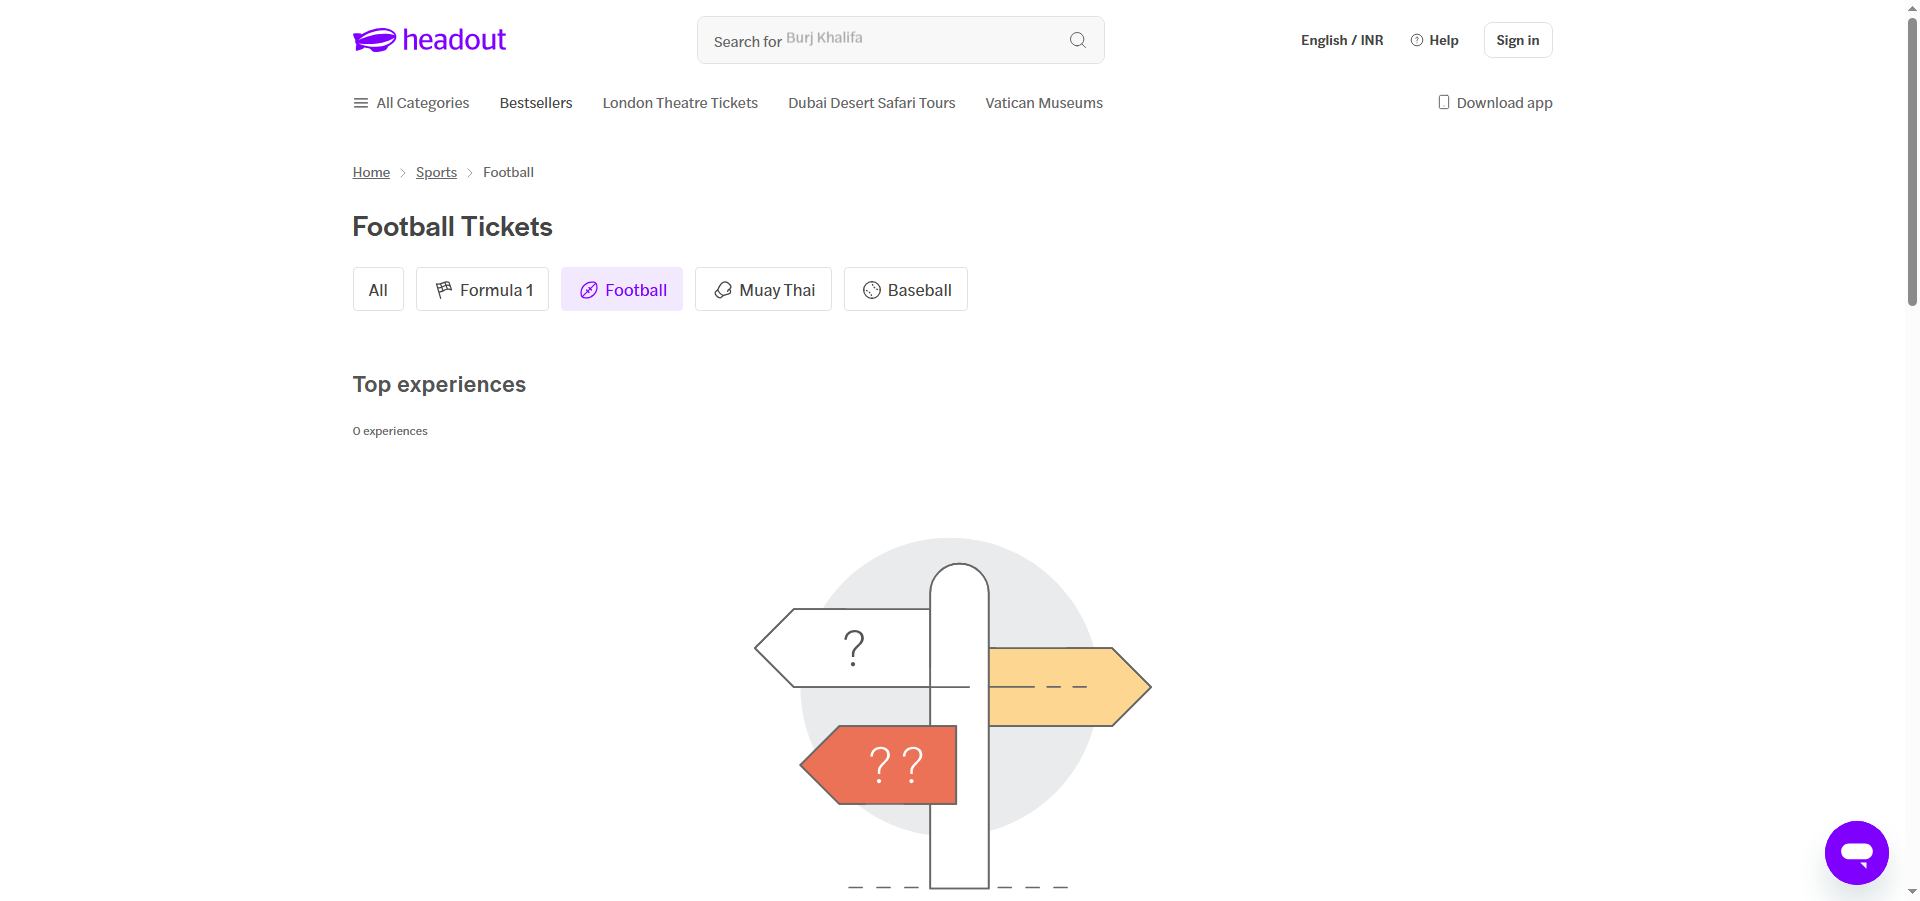 headout
Search for Burj Khalifa
English / INR
Help
Sign in
All Categories
Bestsellers
London Theatre Tickets
Dubai Desert Safari Tours
Vatican Museums
Download app
Home
Sports
Football
Football Tickets
All
Formula 1
Football
Muay Thai
Baseball
Top experiences
0 experiences
?
? ?